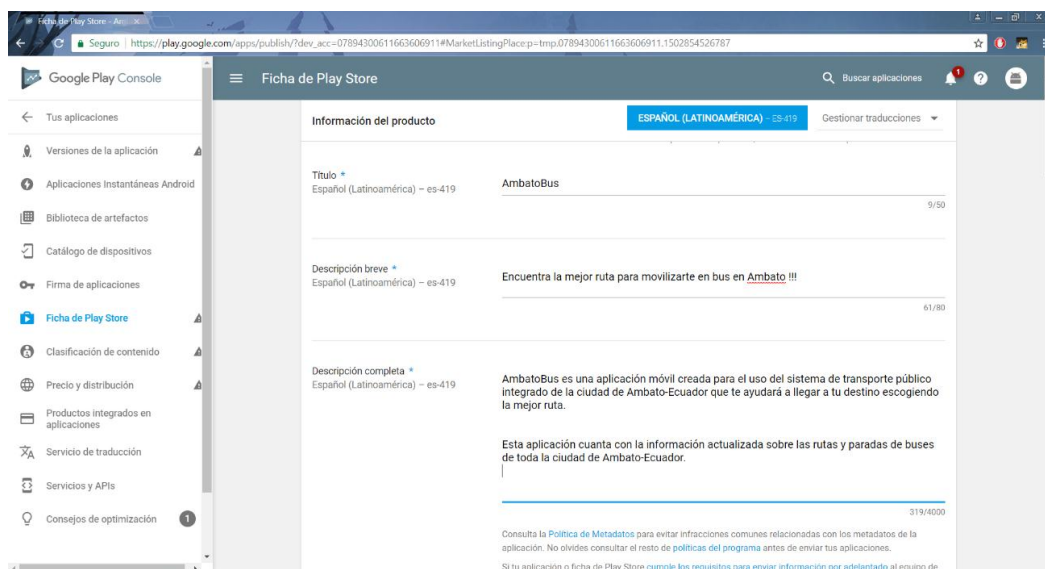 Ficha de Play Store - Am
Seguro | https://play.google.com/apps/publish/?dev_acc=07894300611663606911#MarketListingPlace:p=tmp.07894300611663606911.1502854526787
Google Play Console
Ficha de Play Store
Buscar aplicaciones
1
Tus aplicaciones
Versiones de la aplicación
Aplicaciones Instantáneas Android
Biblioteca de artefactos
Catálogo de dispositivos
Firma de aplicaciones
Ficha de Play Store
Clasificación de contenido
Precio y distribución
Productos integrados en
aplicaciones
Servicio de traducción
Servicios y APIs
Consejos de optimización 1
Información del producto
ESPAÑOL (LATINOAMÉRICA) – ES-419
Gestionar traducciones
Título *
Español (Latinoamérica) – es-419
AmbatoBus
9/50
Descripción breve *
Español (Latinoamérica) – es-419
Encuentra la mejor ruta para movilizarte en bus en Ambato !!!
61/80
Descripción completa *
Español (Latinoamérica) – es-419
AmbatoBus es una aplicación móvil creada para el uso del sistema de transporte público
integrado de la ciudad de Ambato-Ecuador que te ayudará a llegar a tu destino escogiendo
la mejor ruta.
Esta aplicación cuanta con la información actualizada sobre las rutas y paradas de buses
de toda la ciudad de Ambato-Ecuador.
319/4000
Consulta la Política de Metadatos para evitar infracciones comunes relacionadas con los metadatos de la
aplicación. No olvides consultar el resto de políticas del programa antes de enviar tus aplicaciones.
Si tu aplicación o ficha de Play Store cumple los requisitos para enviar información por adelantado al equipo de